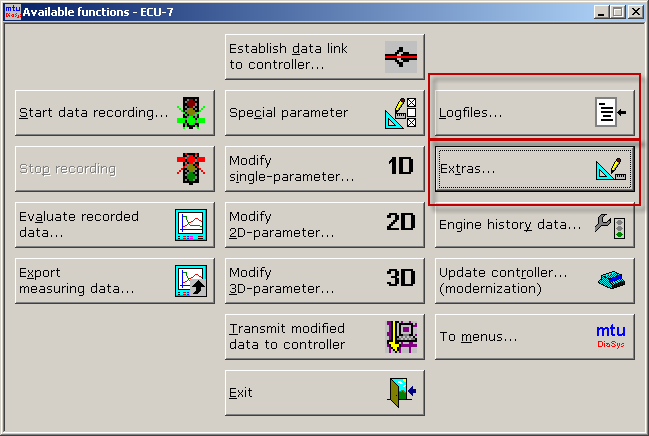 mtu
DiaSys
Available functions - ECU-7
Establish data link
to controller...
Start data recording...
Special parameter
Logfiles...
Stop recording
Modify
single-parameter...
1D
Extras...
Evaluate recorded
data...
Modify
2D-parameter...
2D
Engine history data...
Export
measuring data...
Modify
3D-parameter...
3D
Update controller...
(modernization)
Transmit modified
data to controller
To menus...
mtu
DiaSys
Exit